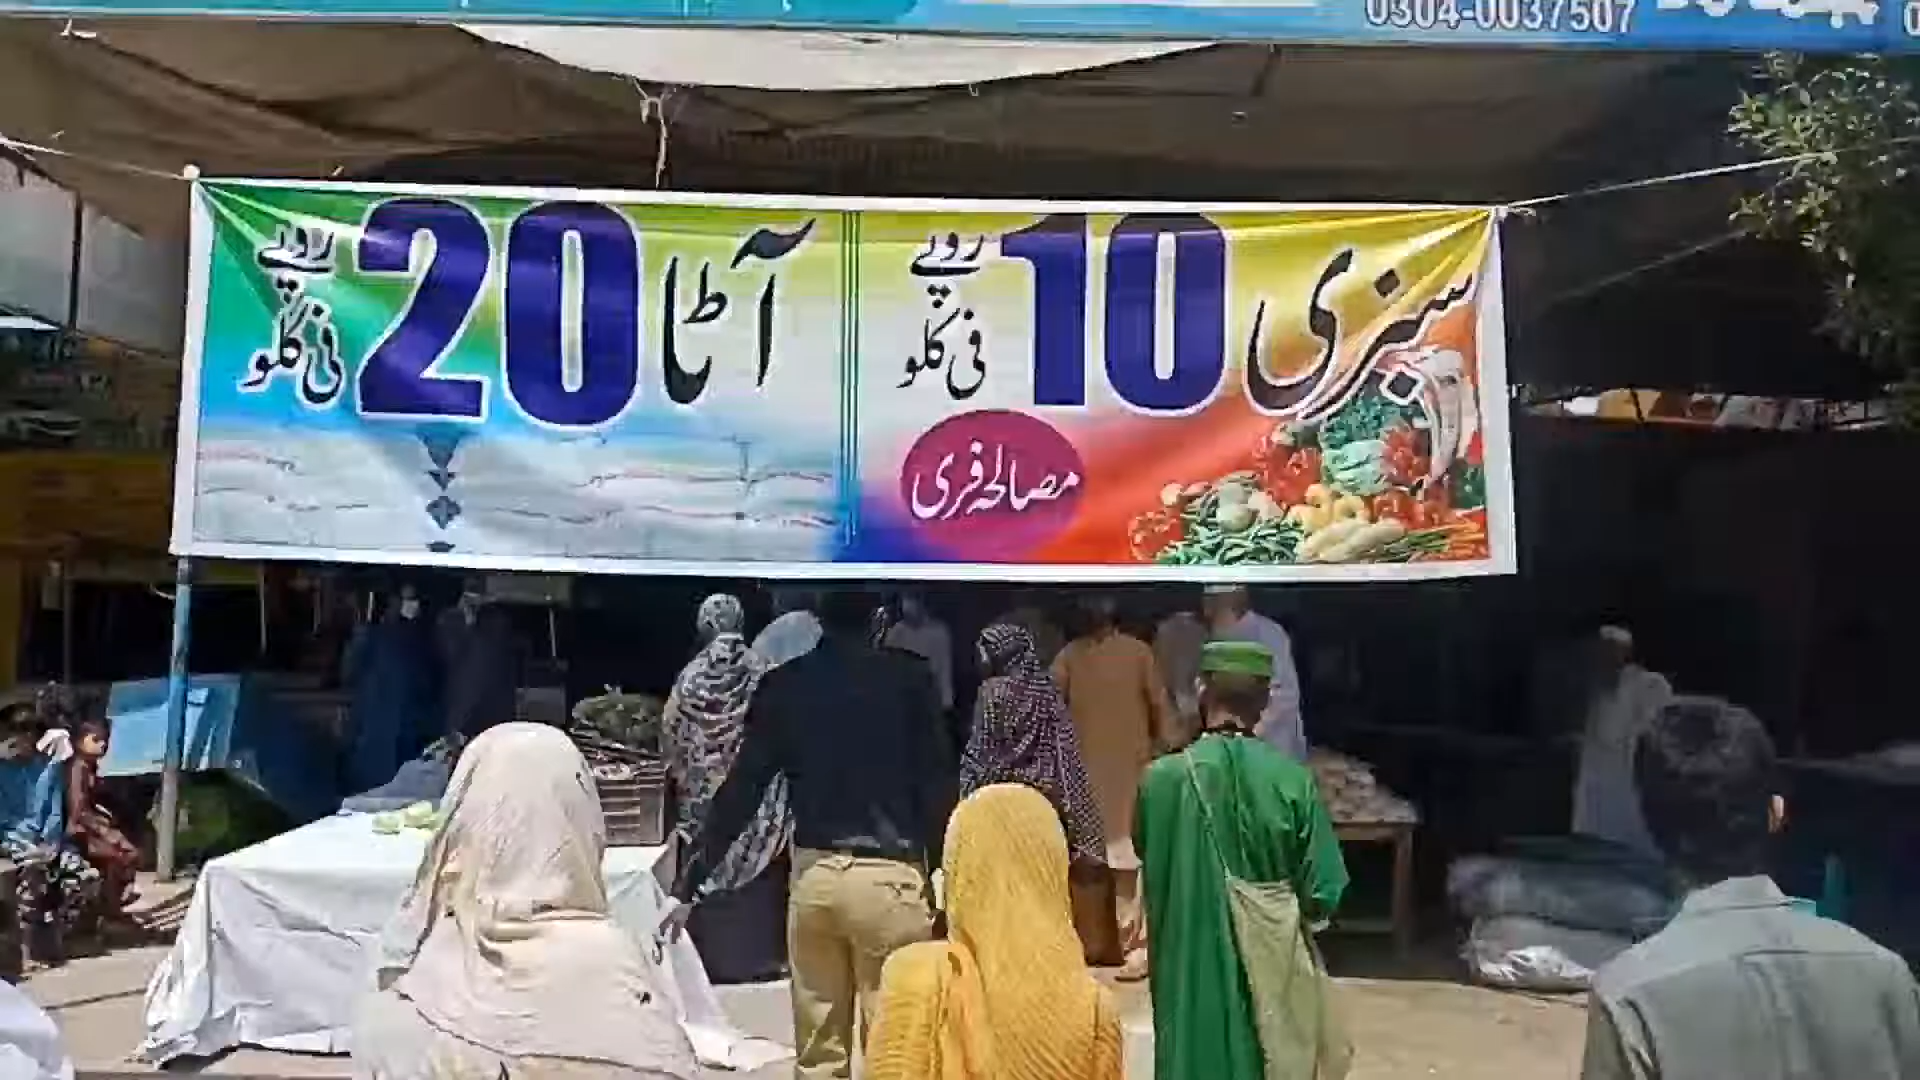 0304-0037507
سبزی 10 روپے فی کلو
مصالحہ فری
آٹا 20 روپے فی کلو